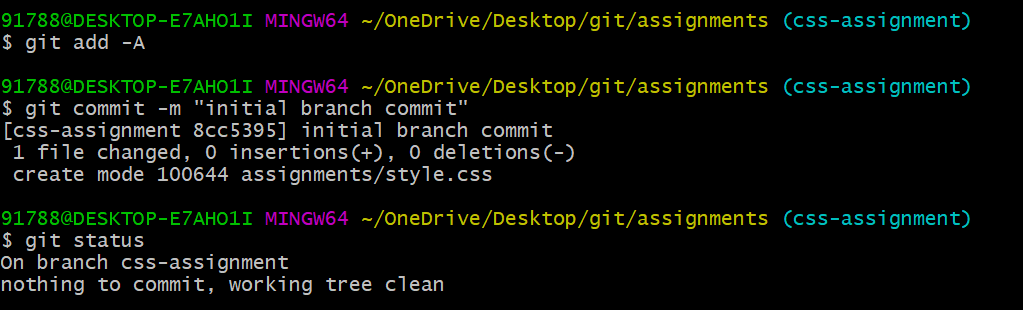 91788@DESKTOP-E7AHO1I MINGW64 ~/OneDrive/Desktop/git/assignments (css-assignment)
$ git add -A
91788@DESKTOP-E7AHO1I MINGW64 ~/OneDrive/Desktop/git/assignments (css-assignment)
$ git commit -m "initial branch commit"
[css-assignment 8cc5395] initial branch commit
 1 file changed, 0 insertions(+), 0 deletions(-)
 create mode 100644 assignments/style.css
91788@DESKTOP-E7AHO1I MINGW64 ~/OneDrive/Desktop/git/assignments (css-assignment)
$ git status
On branch css-assignment
nothing to commit, working tree clean